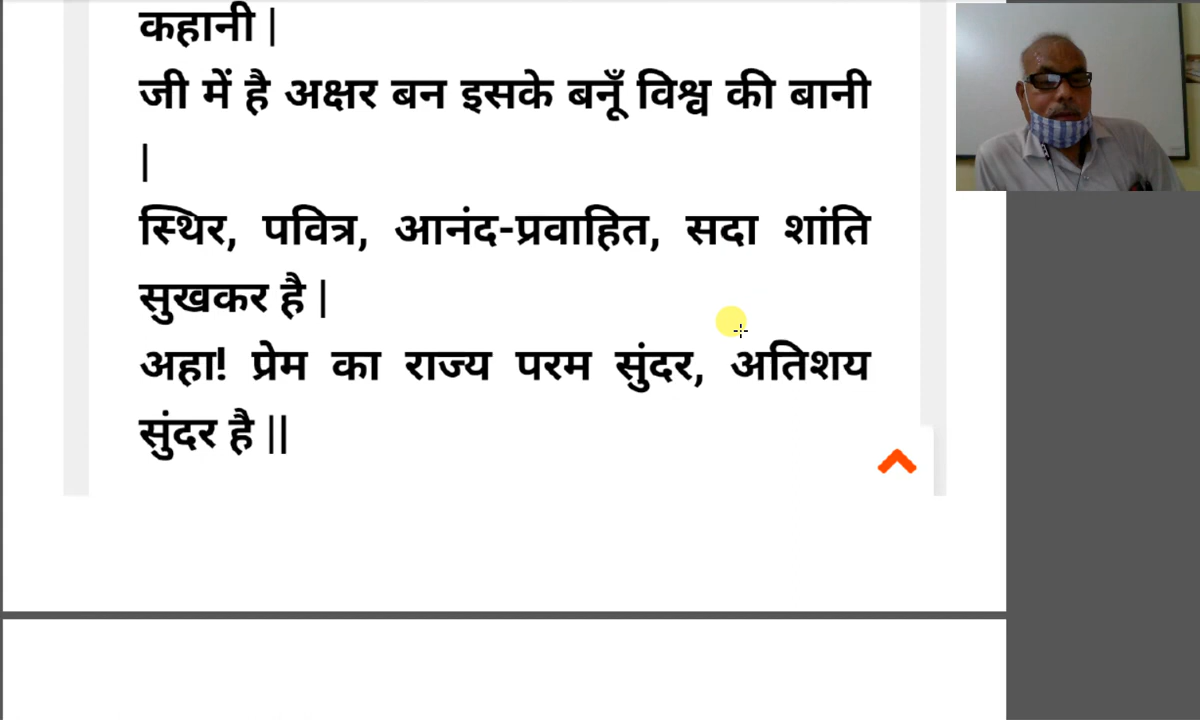 कहानी |
जी में है अक्षर बन इसके बनूँ विश्व की बानी
|
स्थिर, पवित्र, आनंद-प्रवाहित, सदा शांति
सुखकर है |
अहा! प्रेम का राज्य परम सुंदर, अतिशय
सुंदर है ||